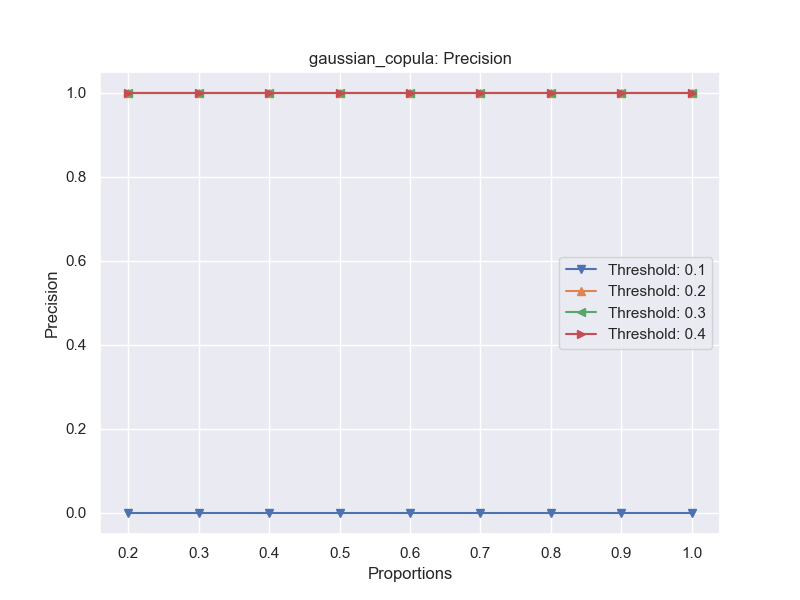 gaussian_copula: Precision
1.0
0.8
0.6
0.4
0.2
0.0
Precision
Threshold: 0.1
Threshold: 0.2
Threshold: 0.3
Threshold: 0.4
0.2 0.3 0.4 0.5 0.6 0.7 0.8 0.9 1.0
Proportions